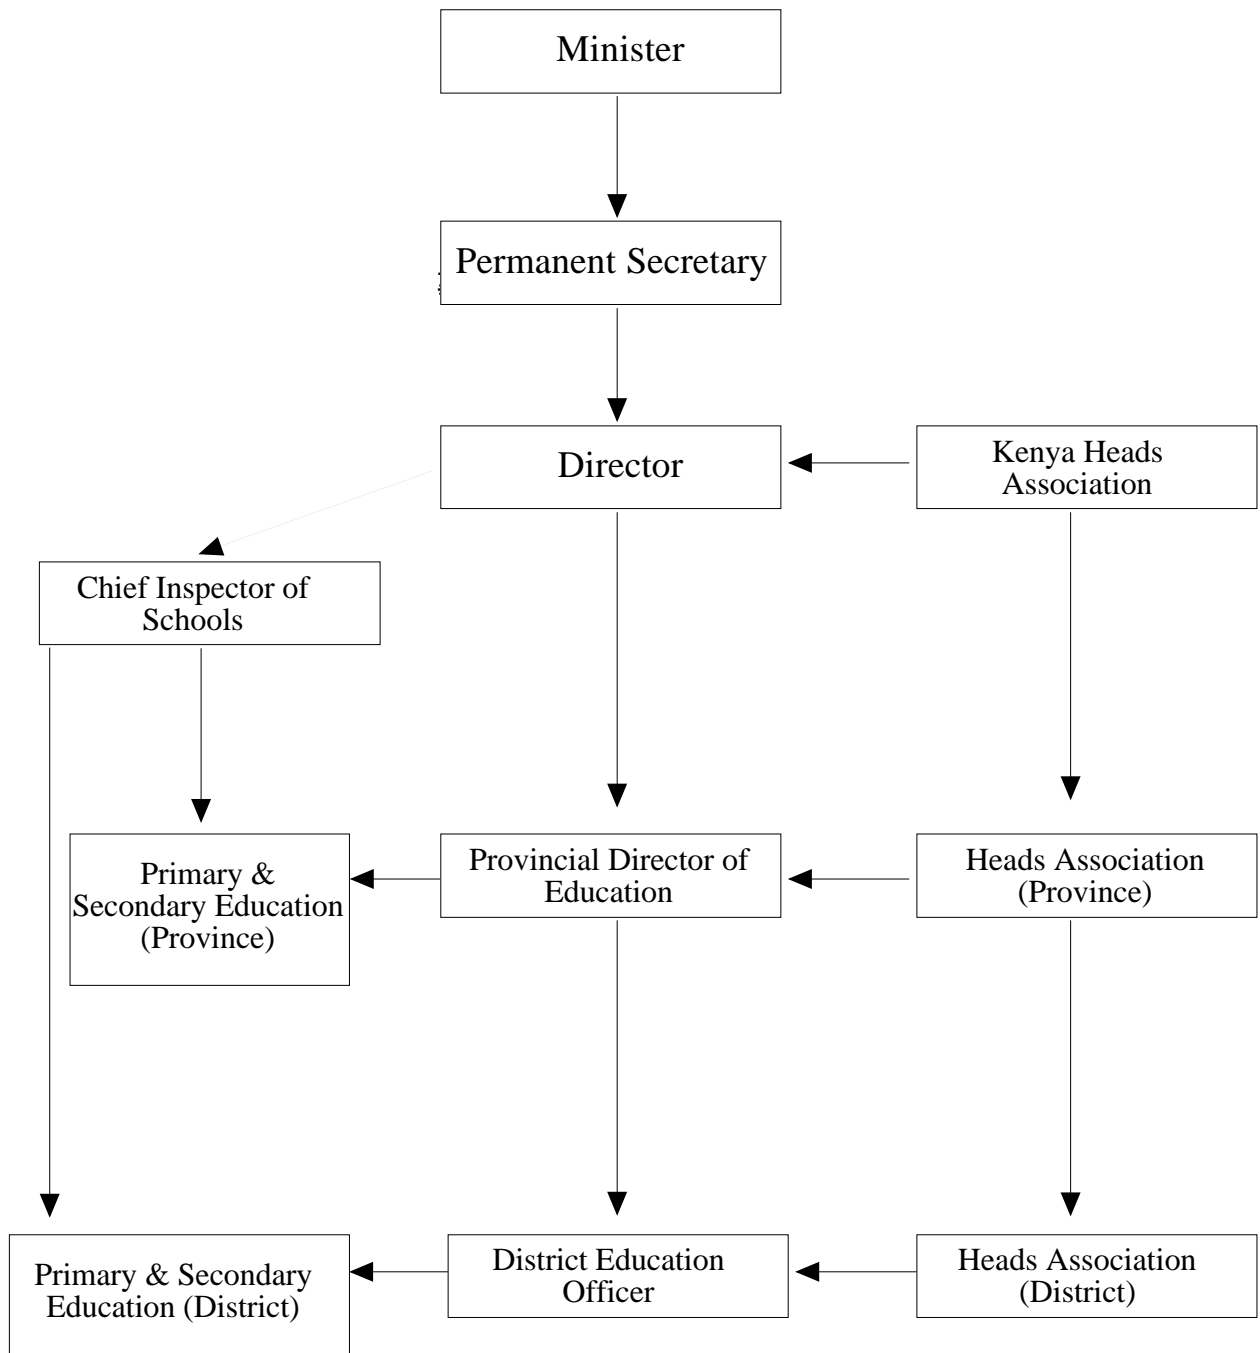 Minister
Permanent Secretary
Director
Kenya Heads
Association
Chief Inspector of
Schools
Primary &
Secondary Education
(Province)
Provincial Director of
Education
Heads Association
(Province)
Primary & Secondary
Education (District)
District Education
Officer
Heads Association
(District)